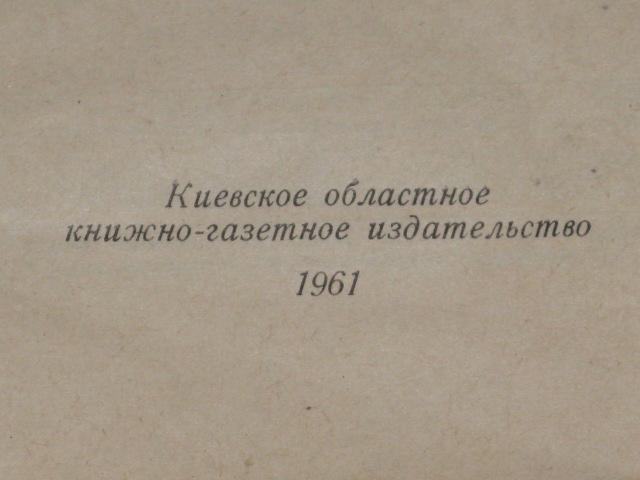 Киевское областное
книжно-газетное издательство
1961